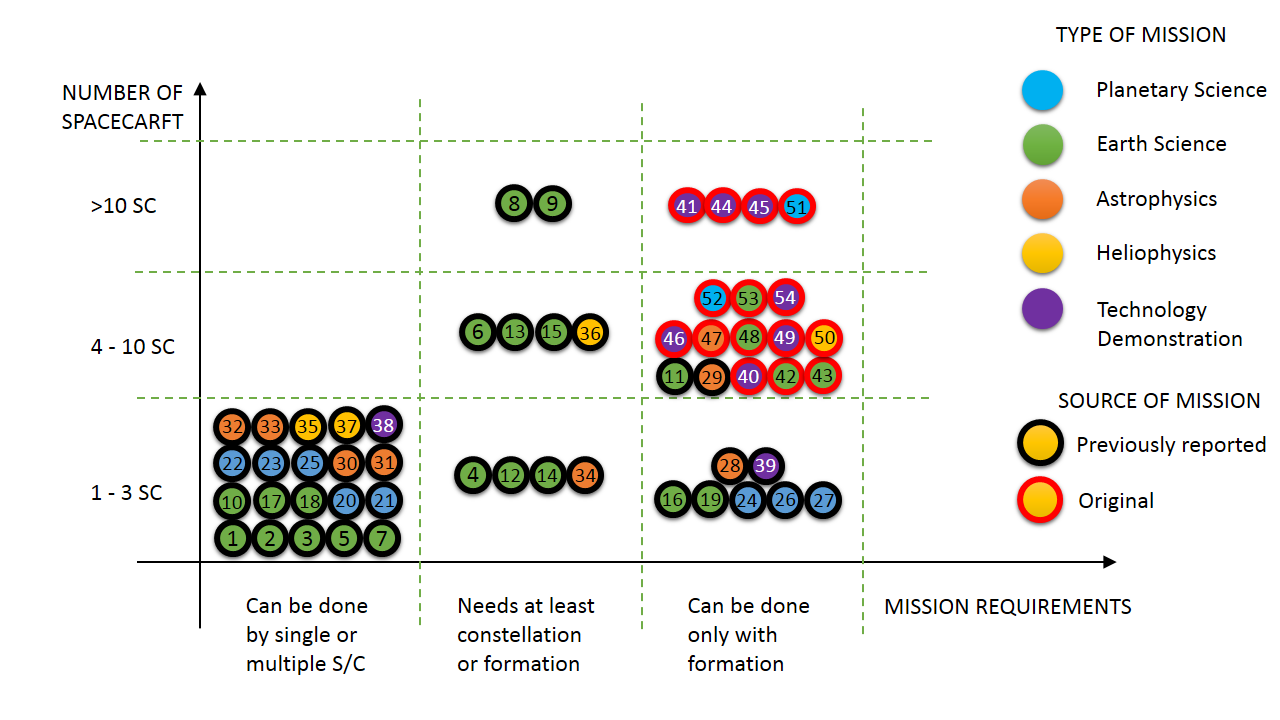 TYPE OF MISSION
Planetary Science
Earth Science
Astrophysics
Heliophysics
Technology
Demonstration
SOURCE OF MISSION
Previously reported
Original
NUMBER OF
SPACECARFT
>10 SC
8 9
41 44 45 51
4 - 10 SC
6 13 15 36
52 53 54
46 47 48 49 50
11 29 40 42 43
1 - 3 SC
32 33 35 37 38
22 23 25 30 31
10 17 18 20 21
1 2 3 5 7
4 12 14 34
28 39
16 19 24 26 27
Can be done
by single or
multiple S/C
Needs at least
constellation
or formation
Can be done
only with
formation
MISSION REQUIREMENTS